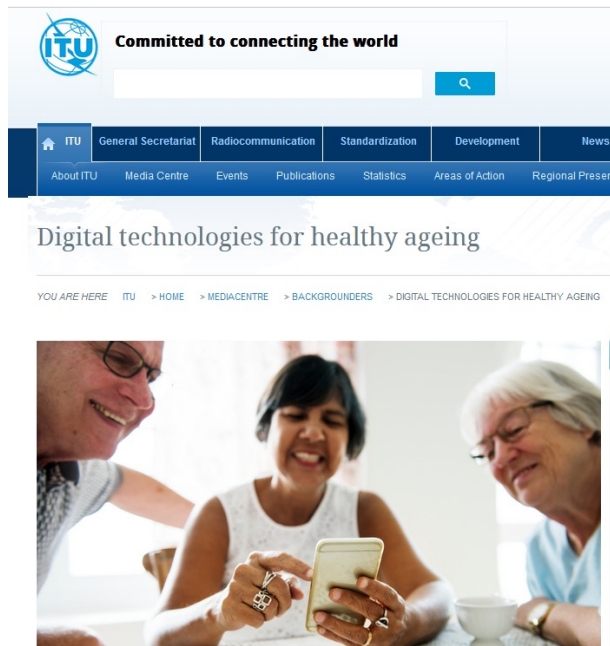 ITU
Committed to connecting the world
ITU General Secretariat Radiocommunication Standardization Development News
About ITU Media Centre Events Publications Statistics Areas of Action Regional
Digital technologies for healthy ageing
YOU ARE HERE ITU > HOME > MEDIACENTRE > BACKGROUNDERS > DIGITAL TECHNOLOGIES FOR HEALTHY AGEING